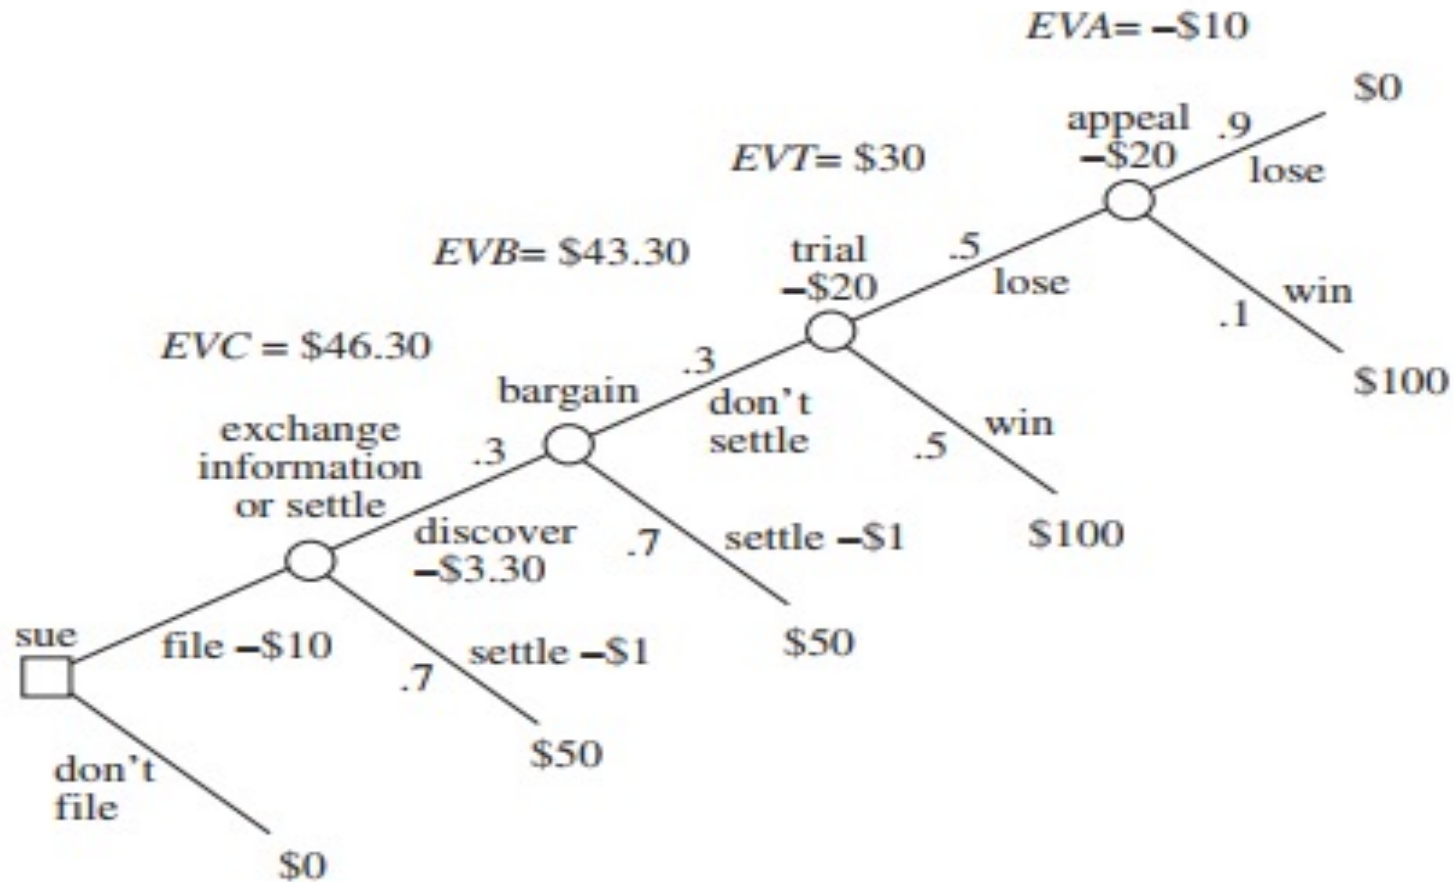 EVA= –$10
$0
appeal
–$20
.9
lose
EVT= $30
win
.1
$100
trial
–$20
.5
lose
EVB= $43.30
win
.5
$100
bargain
.3
don't
settle
EVC = $46.30
settle –$1
.7
$50
exchange
information
or settle
.3
discover
–$3.30
settle –$1
.7
$50
sue
file –$10
don't
file
$0